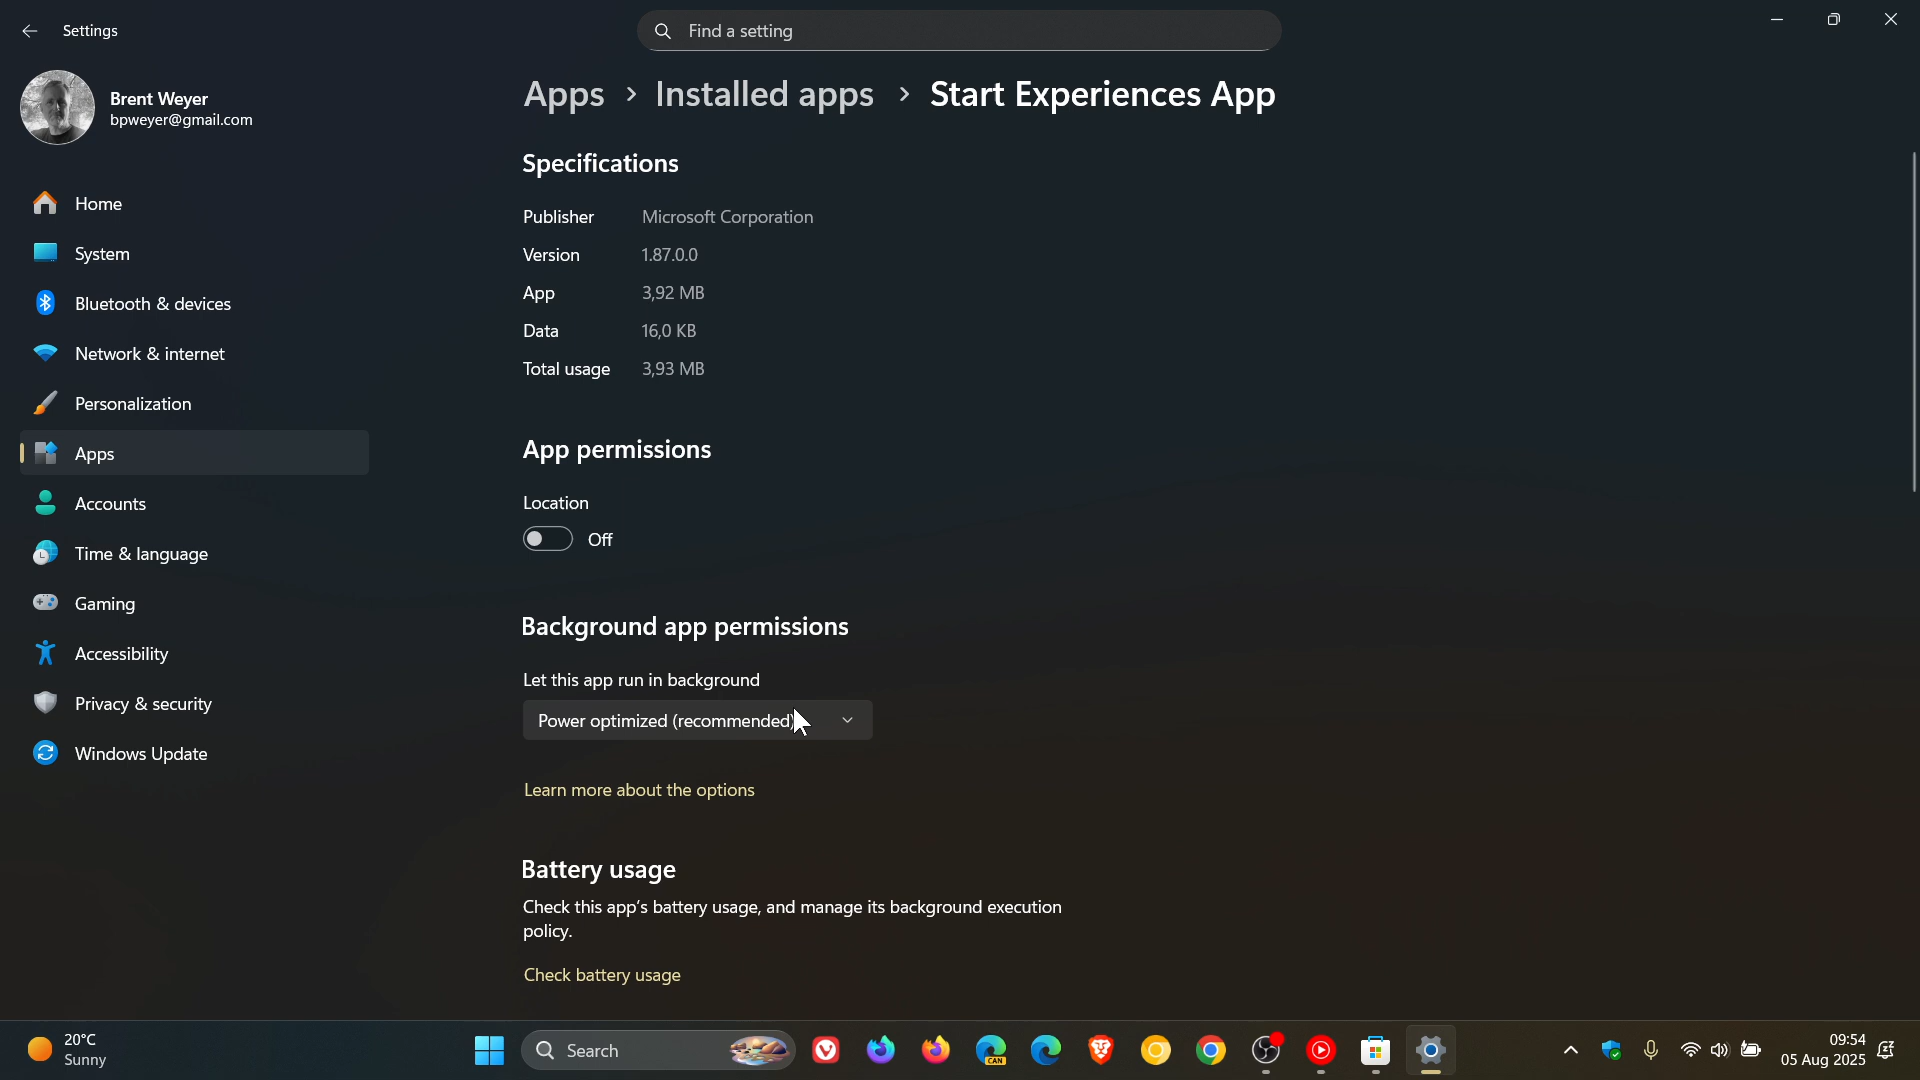 Settings
Find a setting
Brent Weyer
bpweyer@gmail.com
Home
System
Bluetooth & devices
Network & internet
Personalization
Apps
Accounts
Time & language
Gaming
Accessibility
Privacy & security
Windows Update
Apps > Installed apps > Start Experiences App
Specifications
Publisher Microsoft Corporation
Version 1.87.0.0
App 3,92 MB
Data 16,0 KB
Total usage 3,93 MB
App permissions
Location
Off
Background app permissions
Let this app run in background
Power optimized (recommended)
Learn more about the options
Battery usage
Check this app's battery usage, and manage its background execution
policy.
Check battery usage
20°C
Sunny
Search
CAN
09:54
05 Aug 2025